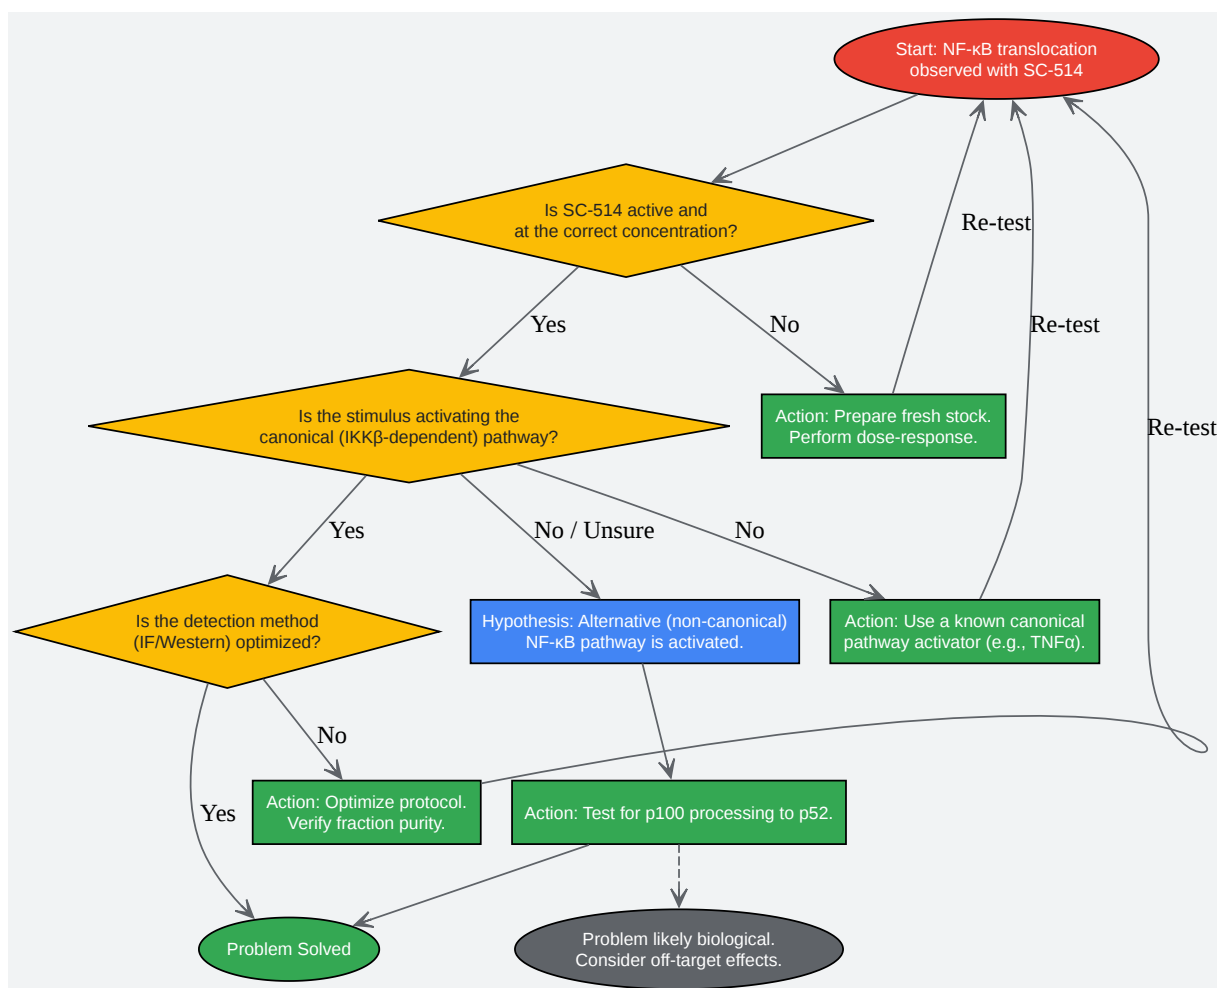 Start: NF-κB translocation
observed with SC-514
Is SC-514 active and
at the correct concentration?
Re-test
Yes
No
Re-test
Is the stimulus activating the
canonical (IKKβ-dependent) pathway?
Action: Prepare fresh stock.
Perform dose-response.
Re-test
Yes
No / Unsure
No
Is the detection method
(IF/Western) optimized?
Hypothesis: Alternative (non-canonical)
NF-κB pathway is activated.
Action: Use a known canonical
pathway activator (e.g., TNFα).
No
Yes
Action: Optimize protocol.
Verify fraction purity.
Action: Test for p100 processing to p52.
Problem Solved
Problem likely biological.
Consider off-target effects.